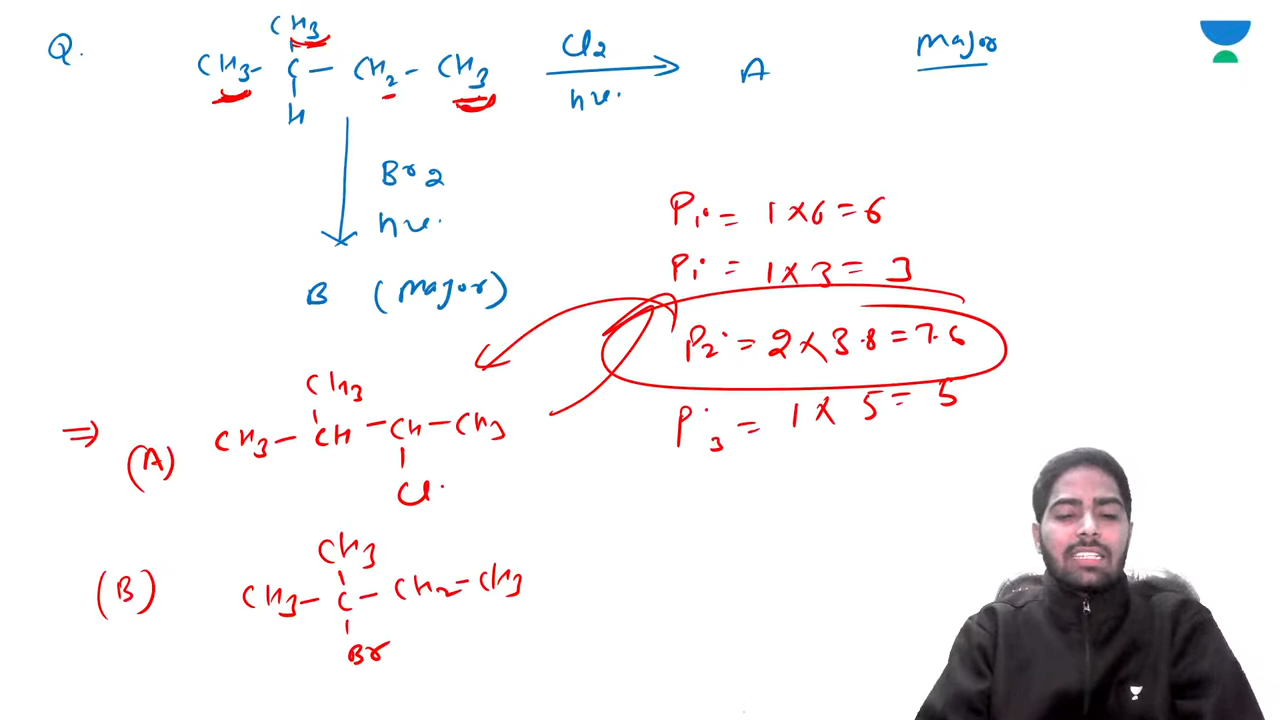 Q.
CH3
CH3 - C - CH2 - CH3
H
Cl2
hν.
A
Major
Br2
hν.
B (Major)
P1° = 1 × 6 = 6
P1° = 1 × 3 = 3
P2° = 2 × 3.8 = 7.6
P3° = 1 × 5 = 5
⇒ (A)
CH3
CH3 - CH - CH - CH3
Cl.
(B)
CH3
CH3 - C - CH2 - CH3
Br